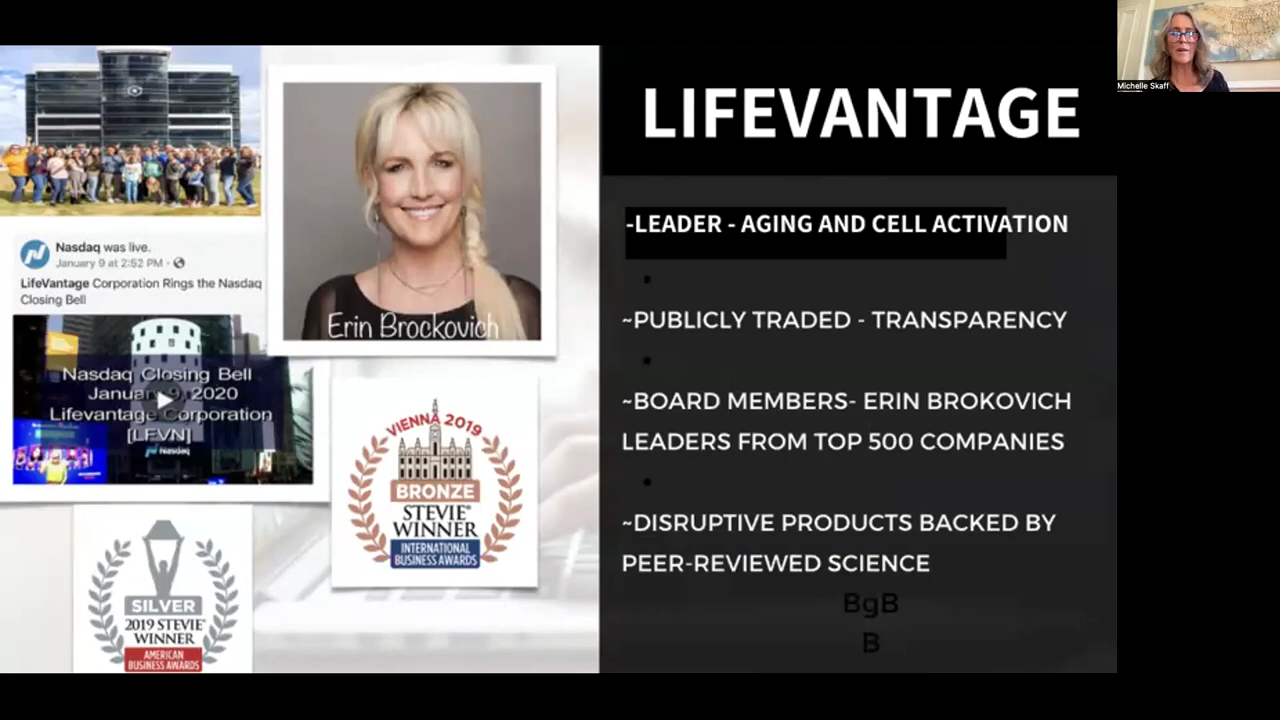 Michelle Skaff
LIFEVANTAGE
-LEADER - AGING AND CELL ACTIVATION
~PUBLICLY TRADED - TRANSPARENCY
~BOARD MEMBERS- ERIN BROKOVICH
LEADERS FROM TOP 500 COMPANIES
~DISRUPTIVE PRODUCTS BACKED BY
PEER-REVIEWED SCIENCE
BgB
B
Erin Brockovich
Nasdaq was live.
January 9 at 2:52 PM
LifeVantage Corporation Rings the Nasdaq
Closing Bell
Nasdaq Closing Bell
January 9, 2020
Lifevantage Corporation
[LFVN]
Nasdaq
VIENNA 2019
BRONZE
STEVIE®
WINNER
INTERNATIONAL
BUSINESS AWARDS
SILVER
2019 STEVIE®
WINNER
AMERICAN
BUSINESS AWARDS